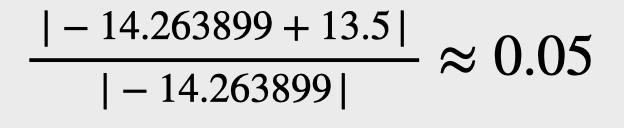 |− 14.263899 + 13.5|
|− 14.263899|
≈ 0.05